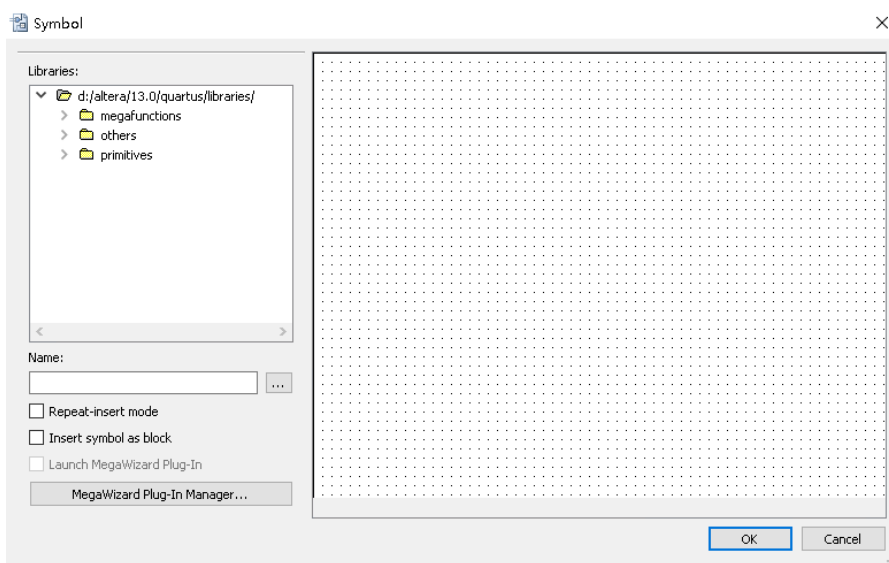 Symbol
Libraries:
d:/altera/13.0/quartus/libraries/
megafunctions
others
primitives
Name:
...
Repeat-insert mode
Insert symbol as block
Launch MegaWizard Plug-In
MegaWizard Plug-In Manager...
OK
Cancel